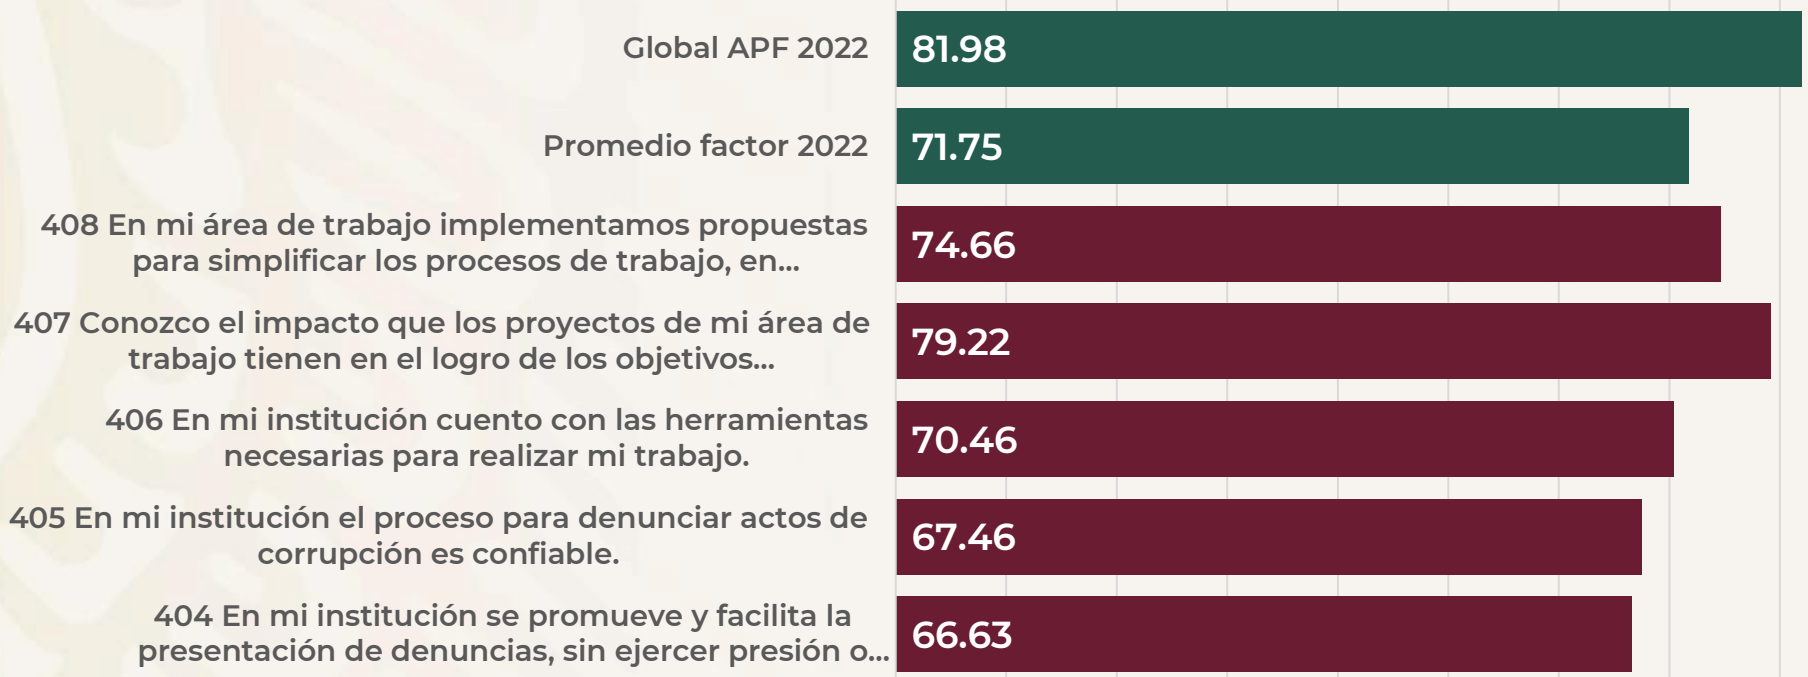 Global APF 2022
81.98
Promedio factor 2022
71.75
408 En mi área de trabajo implementamos propuestas
para simplificar los procesos de trabajo, en...
74.66
407 Conozco el impacto que los proyectos de mi área de
trabajo tienen en el logro de los objetivos...
79.22
406 En mi institución cuento con las herramientas
necesarias para realizar mi trabajo.
70.46
405 En mi institución el proceso para denunciar actos de
corrupción es confiable.
67.46
404 En mi institución se promueve y facilita la
presentación de denuncias, sin ejercer presión o...
66.63